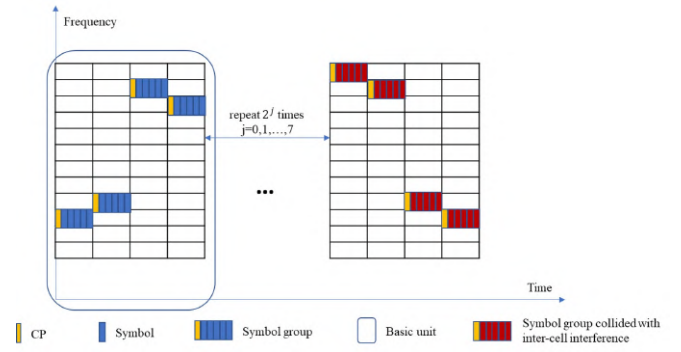 Frequency
repeat 2^j times
j=0,1,...,7
...
Time
CP
Symbol
Symbol group
Basic unit
Symbol group collided with
inter-cell interference